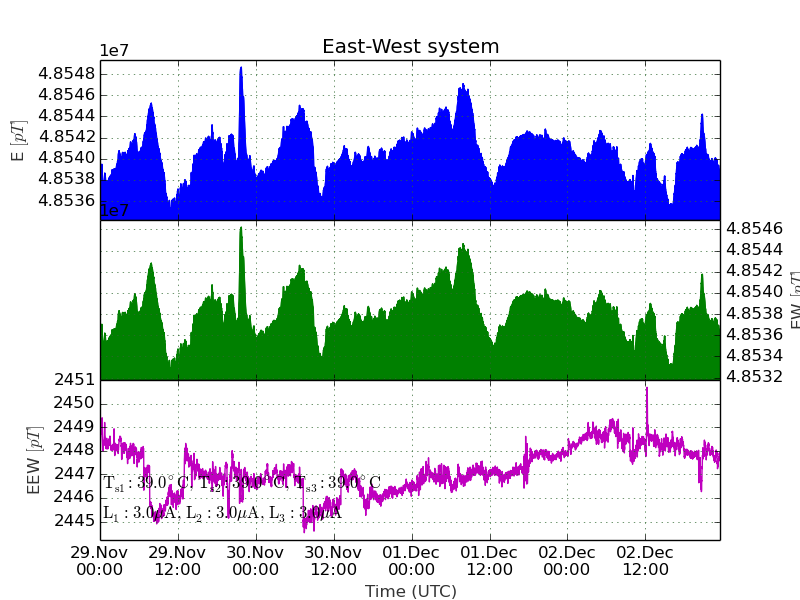 East-West system
1e7
4.8548
4.8546
4.8544
4.8542
4.8540
4.8538
4.8536
E [pT]
1e7
4.8546
4.8544
4.8542
4.8540
4.8538
4.8536
4.8534
4.8532
EW [pT]
2451
2450
2449
2448
2447
2446
2445
EEW [pT]
T_s1 : 39.0°C, T_s2 : 39.0°C, T_s3 : 39.0°C
L_1 : 3.0μA, L_2 : 3.0μA, L_3 : 3.0μA
29.Nov 29.Nov 30.Nov 30.Nov 01.Dec 01.Dec 02.Dec 02.Dec
00:00 12:00 00:00 12:00 00:00 12:00 00:00 12:00
Time (UTC)